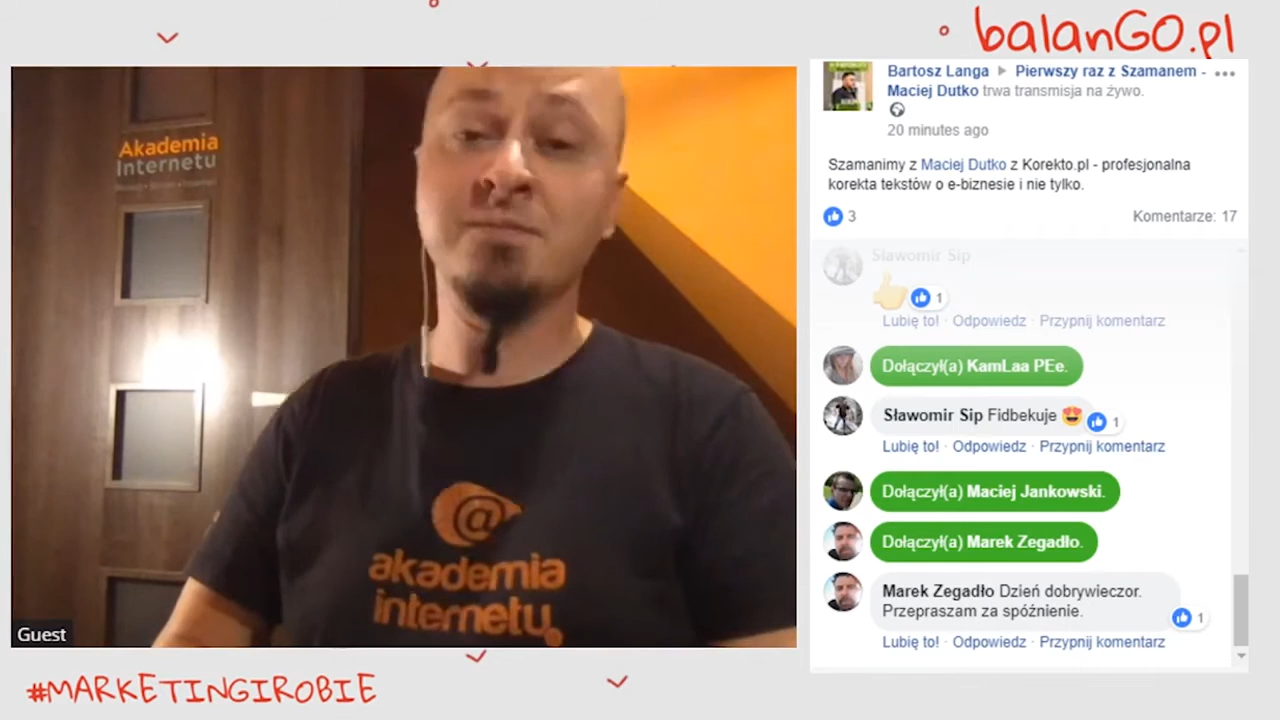 balanGO.pl
Akademia
Internetu
Bartosz Langa ▸ Pierwszy raz z Szamanem -
Maciej Dutko trwa transmisja na żywo.
20 minutes ago
Szamanimy z Maciej Dutko z Korekto.pl - profesjonalna
korekta tekstów o e-biznesie i nie tylko.
3
Komentarze: 17
Sławomir Sip
1
Lubię to! · Odpowiedz · Przypnij komentarz
Dołączył(a) KamLaa PEe.
Sławomir Sip Fidbekuje 😍
1
Lubię to! · Odpowiedz · Przypnij komentarz
Dołączył(a) Maciej Jankowski.
Dołączył(a) Marek Zegadło.
Marek Zegadło Dzień dobrywieczor.
Przepraszam za spóźnienie.
1
Lubię to! · Odpowiedz · Przypnij komentarz
@
akademia
internetu
Guest
#MARKETINGIROBIE